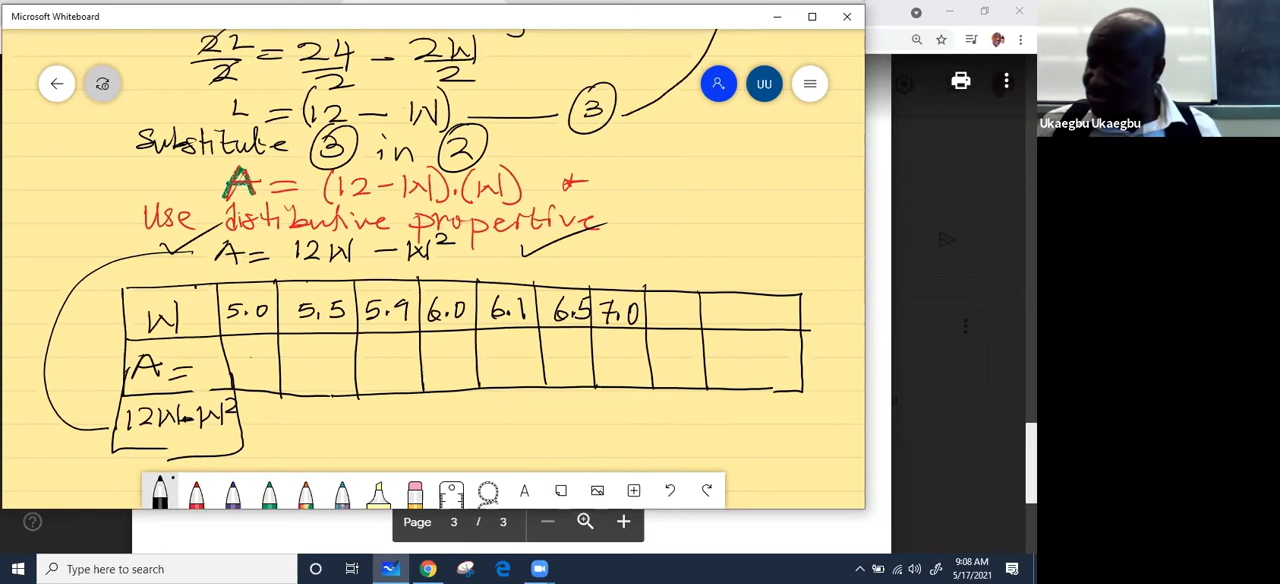 Microsoft Whiteboard
2L/2 = 24/2 - 2W/2
L = (12 - W) ——— ③
Substitute ③ in ②
A = (12-W).(W) *
Use distibutive propertive
A = 12W - W²
W 5.0 5.5 5.9 6.0 6.1 6.5 7.0
A =
12W-W²
UU
Ukaegbu Ukaegbu
A
Page 3 / 3
Type here to search
9:08 AM
5/17/2021